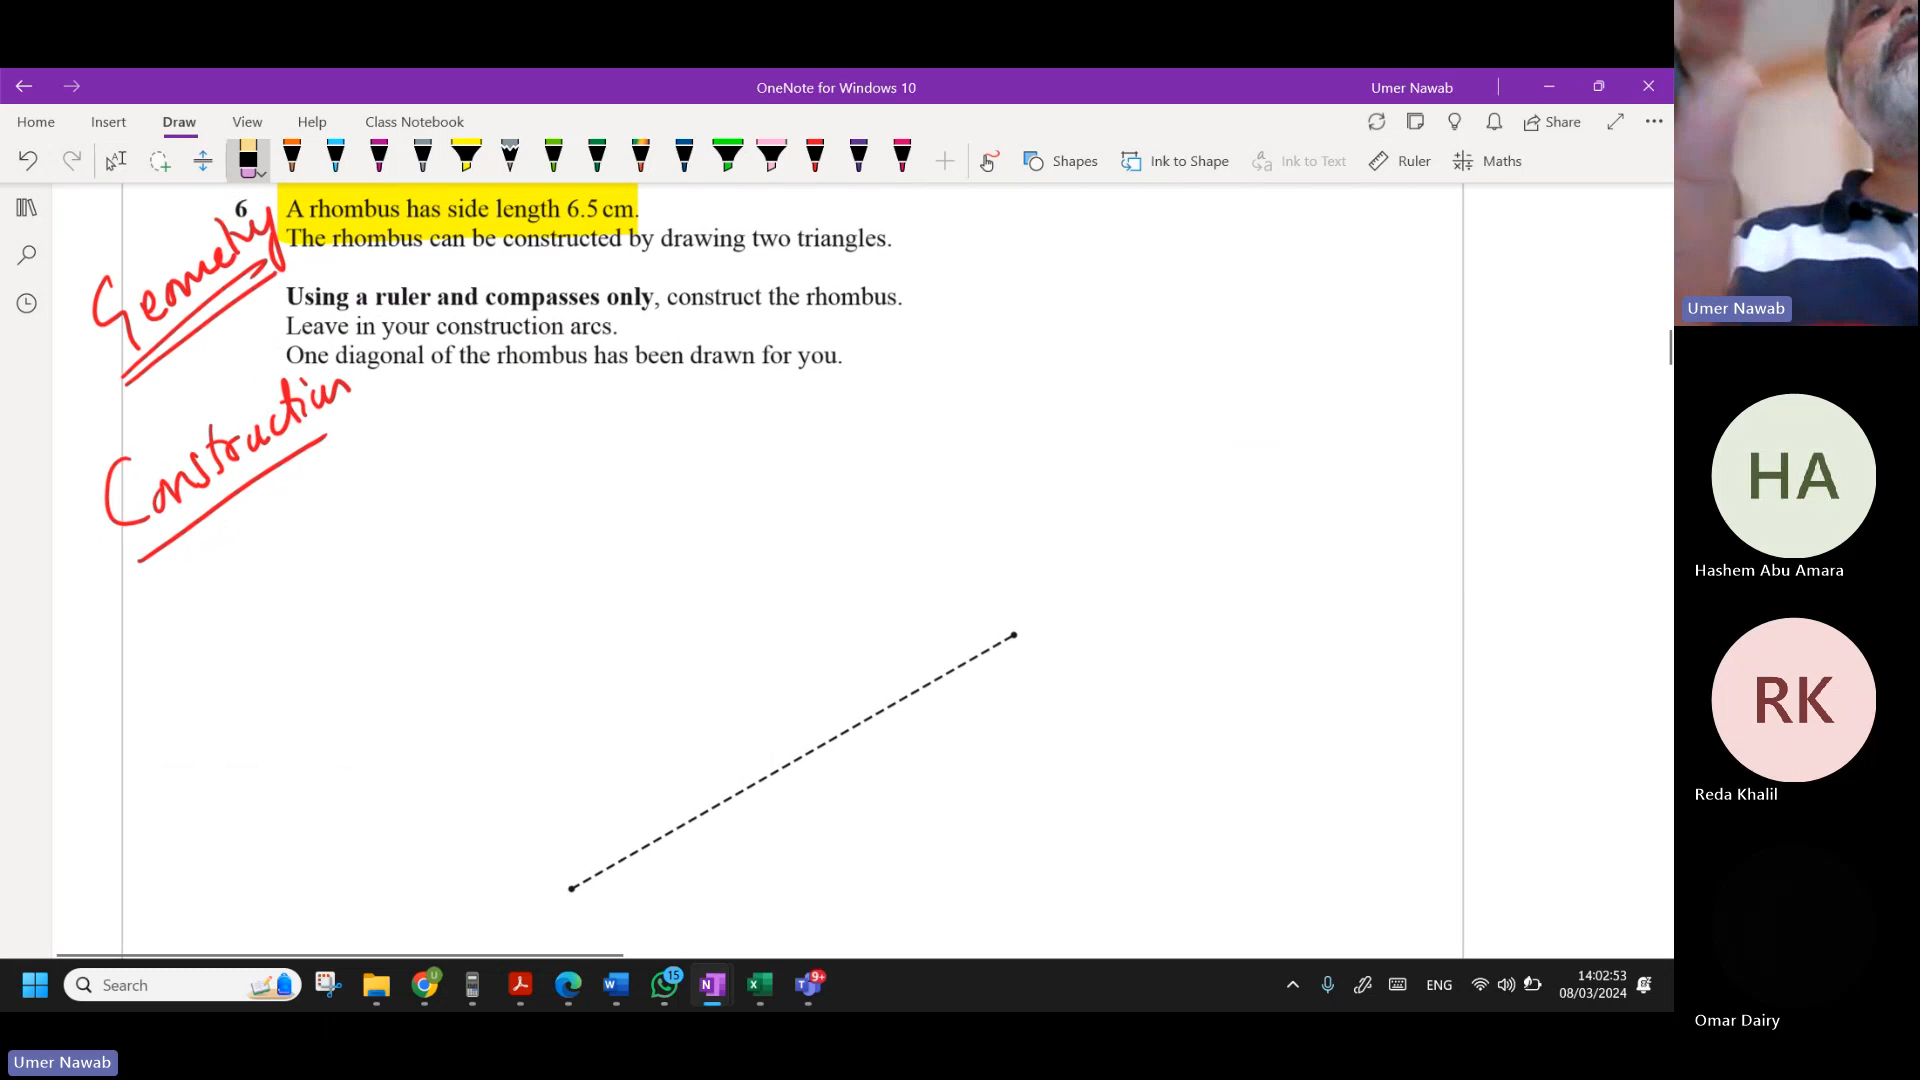 OneNote for Windows 10
Umer Nawab
Home Insert Draw View Help Class Notebook
Share
Shapes Ink to Shape Ink to Text Ruler Maths
6 A rhombus has side length 6.5 cm.
The rhombus can be constructed by drawing two triangles.
Geometry
Using a ruler and compasses only, construct the rhombus.
Leave in your construction arcs.
One diagonal of the rhombus has been drawn for you.
Construction
Umer Nawab
HA
Hashem Abu Amara
RK
Reda Khalil
Omar Dairy
Search
U
W
15
N
X
T
9+
ENG
14:02:53
08/03/2024
Umer Nawab